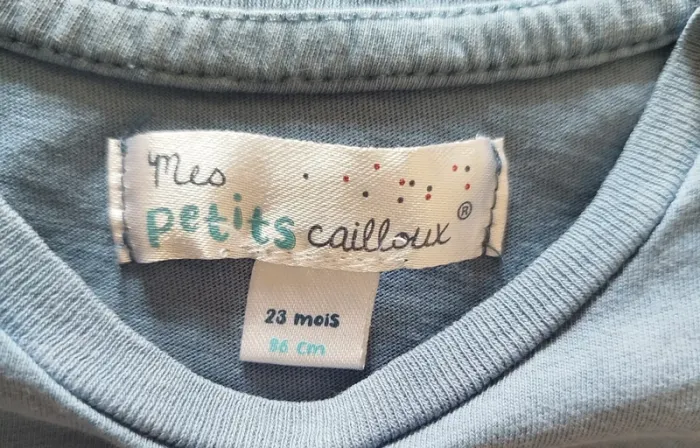 Mes
petits cailloux®
23 mois
86 cm